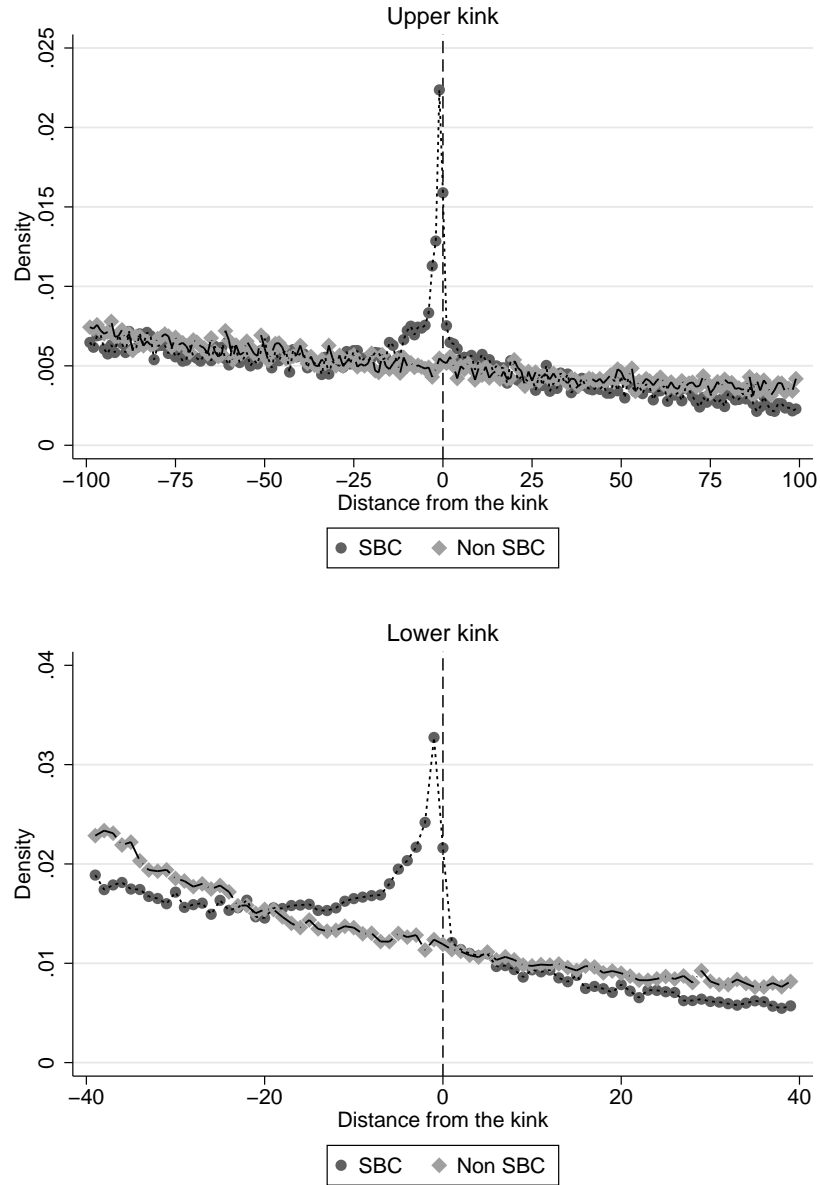 Upper kink
Density
.025
.02
.015
.01
.005
0
−100 −75 −50 −25 0 25 50 75 100
Distance from the kink
SBC Non SBC
Lower kink
Density
.04
.03
.02
.01
0
−40 −20 0 20 40
Distance from the kink
SBC Non SBC